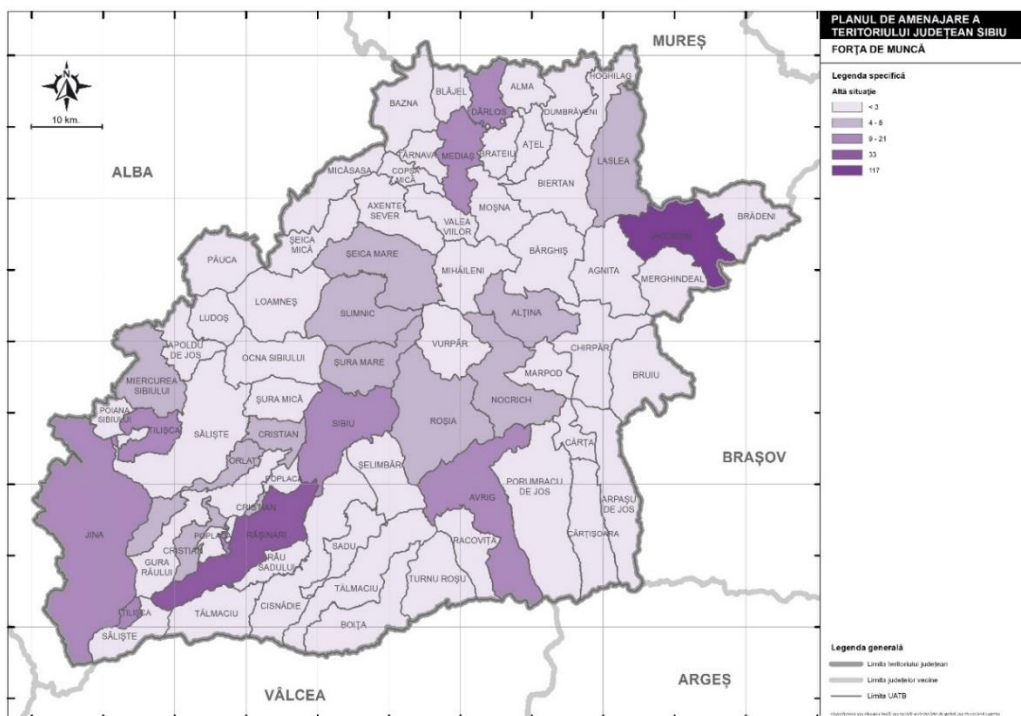 PLANUL DE AMENAJARE A
TERITORIULUI JUDEȚEAN SIBIU
FORȚA DE MUNCĂ
Legenda specifică
Altă situație
< 3
4 - 8
9 - 21
33
117
N
10 km.
MUREȘ
ALBA
BRAȘOV
ARGEȘ
VÂLCEA
HOGHILAG
BAZNA
BLĂJEL
ALMA
DÂRLOS
DUMBRĂVENI
AȚEL
TÂRNAVA
MEDIAȘ
BRATEIU
LASLEA
MICĂSASA
COPȘA
MICĂ
BIERTAN
AXENTE
SEVER
MOȘNA
BRĂDENI
VALEA
VIILOR
ȘEICA
MICĂ
ȘEICA MARE
BÂRGHIȘ
PĂUCA
MIHĂILENI
AGNITA
MERGHINDEAL
LOAMNEȘ
LUDOȘ
SLIMNIC
ALȚINA
APOLDU
DE JOS
OCNA SIBIULUI
VURPĂR
CHIRPĂR
ȘURA MARE
MARPOD
BRUIU
MIERCUREA
SIBIULUI
ȘURA MICĂ
NOCRICH
POIANA
SIBIULUI
TILIȘCA
SĂLIȘTE
CRISTIAN
SIBIU
ROȘIA
CÂRȚA
ORLAT
ȘELIMBĂR
POPLACA
PORUMBACU
DE JOS
AVRIG
ARPAȘU
DE JOS
CRISTIAN
JINA
POPLACA
RĂȘINARI
CÂRȚIȘOARA
RACOVIȚA
CRISTIAN
SADU
GURA
RÂULUI
RÂU
SADULUI
TURNU ROȘU
TĂLMACIU
CISNĂDIE
TILIȘCA
TĂLMACIU
BOIȚA
SĂLIȘTE
Legenda generală
Limita teritoriului județean
Limita județelor vecine
Limita UATB